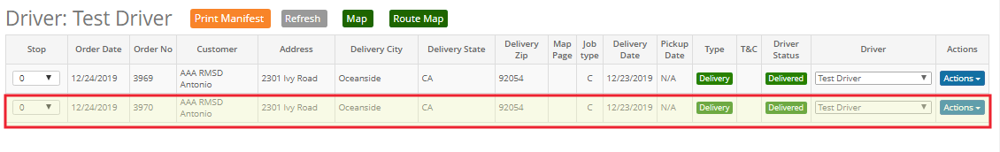 Driver: Test Driver Print Manifest Refresh Map Route Map
Stop Order Date Order No Customer Address Delivery City Delivery State Delivery Zip Map Page Job type Delivery Date Pickup Date Type T&C Driver Status Driver Actions
0 12/24/2019 3969 AAA RMSD Antonio 2301 Ivy Road Oceanside CA 92054 C 12/23/2019 N/A Delivery Delivered Test Driver Actions
0 12/24/2019 3970 AAA RMSD Antonio 2301 Ivy Road Oceanside CA 92054 C 12/23/2019 N/A Delivery Delivered Test Driver Actions